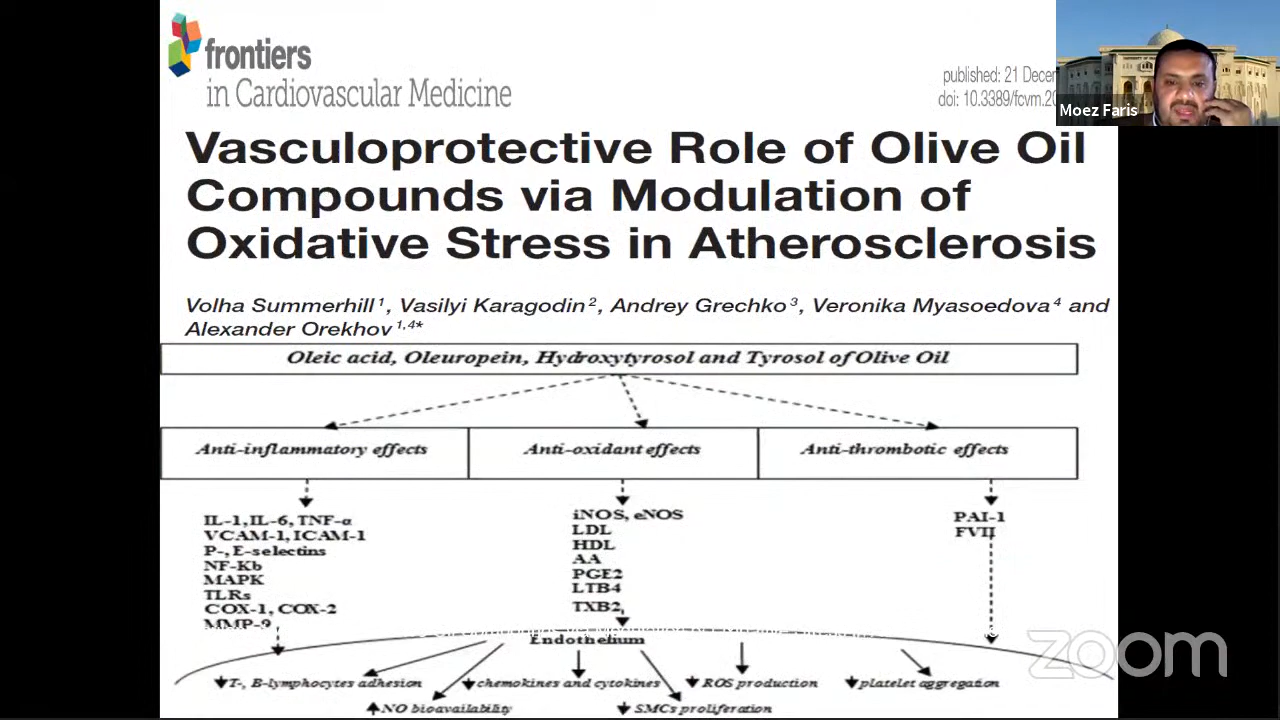 frontiers
in Cardiovascular Medicine
published: 21 Decem
doi: 10.3389/fcvm.20
Moez Faris
Vasculoprotective Role of Olive Oil
Compounds via Modulation of
Oxidative Stress in Atherosclerosis
Volha Summerhill 1, Vasilyi Karagodin 2, Andrey Grechko 3, Veronika Myasoedova 4 and
Alexander Orekhov 1,4*
Oleic acid, Oleuropein, Hydroxytyrosol and Tyrosol of Olive Oil
Anti-inflammatory effects
Anti-oxidant effects
Anti-thrombotic effects
IL-1, IL-6, TNF-α
VCAM-1, ICAM-1
P-, E-selectins
NF-Kb
MAPK
TLRs
COX-1, COX-2
MMP-9
iNOS, eNOS
LDL
HDL
AA
PGE2
LTB4
TXB2
PAI-1
FVII
Endothelium
T-, B-lymphocytes adhesion
chemokines and cytokines
ROS production
platelet aggregation
NO bioavailability
SMCs proliferation
zoom